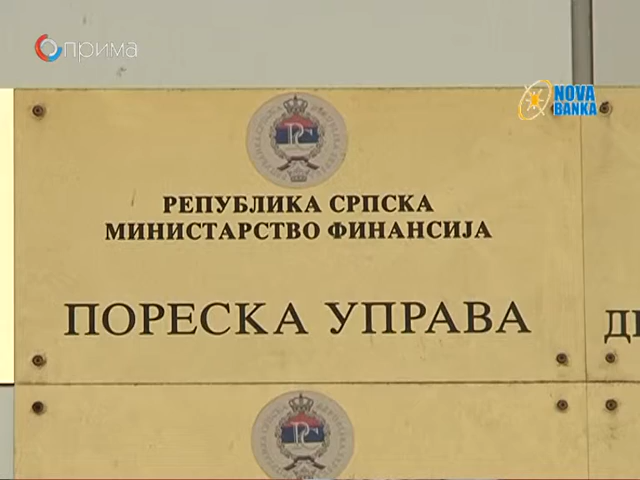 прима
NOVA
BANKA
РЕПУБЛИКА СРПСКА
МИНИСТАРСТВО ФИНАНСИЈА
ПОРЕСКА УПРАВА